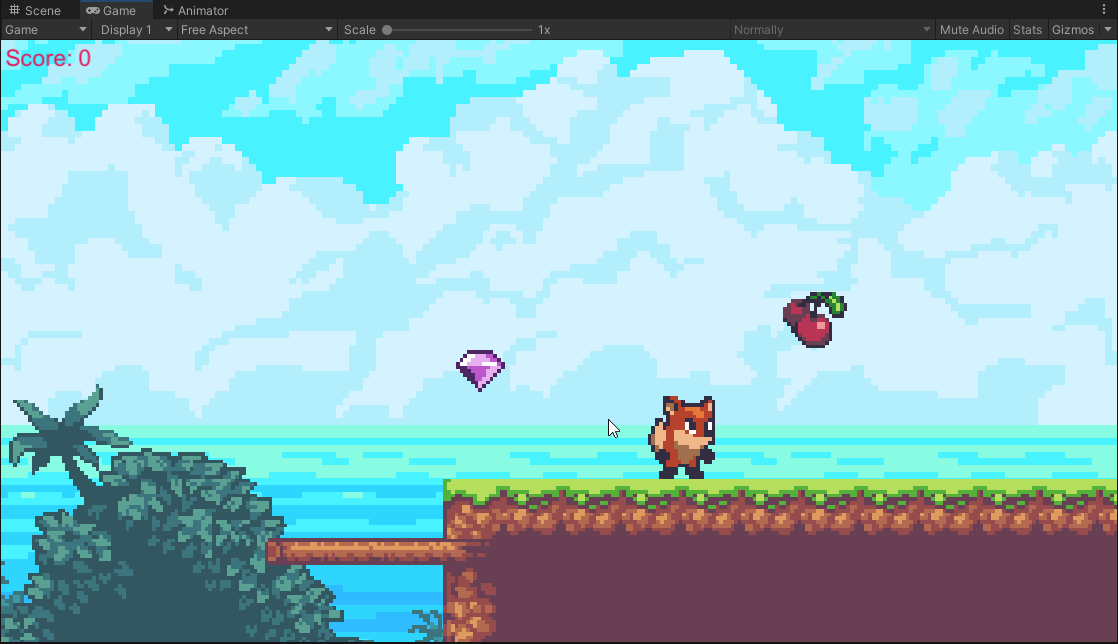 Scene Game Animator
Game Display 1 Free Aspect Scale 1x Normally Mute Audio Stats Gizmos
Score: 0